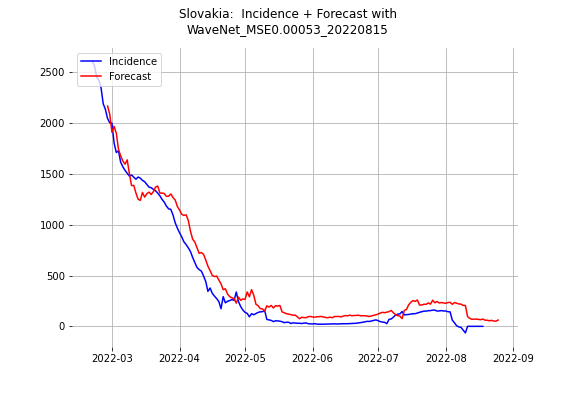 Slovakia:  Incidence + Forecast with
WaveNet_MSE0.00053_20220815
Incidence
Forecast
2500
2000
1500
1000
500
0
2022-03 2022-04 2022-05 2022-06 2022-07 2022-08 2022-09